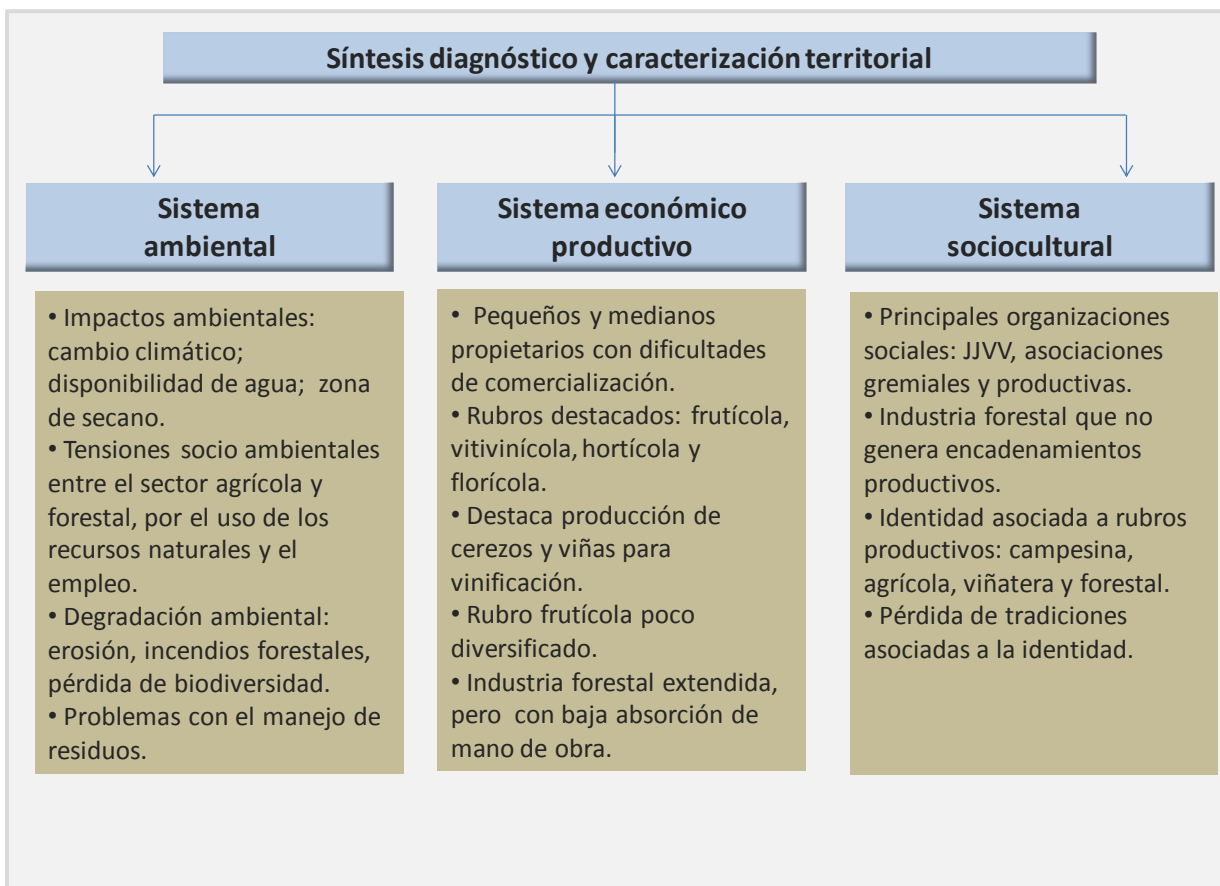 Síntesis diagnóstico y caracterización territorial
Sistema
ambiental
• Impactos ambientales:
cambio climático;
disponibilidad de agua; zona
de secano.
• Tensiones socio ambientales
entre el sector agrícola y
forestal, por el uso de los
recursos naturales y el
empleo.
• Degradación ambiental:
erosión, incendios forestales,
pérdida de biodiversidad.
• Problemas con el manejo de
residuos.
Sistema económico
productivo
• Pequeños y medianos
propietarios con dificultades
de comercialización.
• Rubros destacados: frutícola,
vitivinícola, hortícola y
florícola.
• Destaca producción de
cerezos y viñas para
vinificación.
• Rubro frutícola poco
diversificado.
• Industria forestal extendida,
pero con baja absorción de
mano de obra.
Sistema
sociocultural
• Principales organizaciones
sociales: JJVV, asociaciones
gremiales y productivas.
• Industria forestal que no
genera encadenamientos
productivos.
• Identidad asociada a rubros
productivos: campesina,
agrícola, viñatera y forestal.
• Pérdida de tradiciones
asociadas a la identidad.